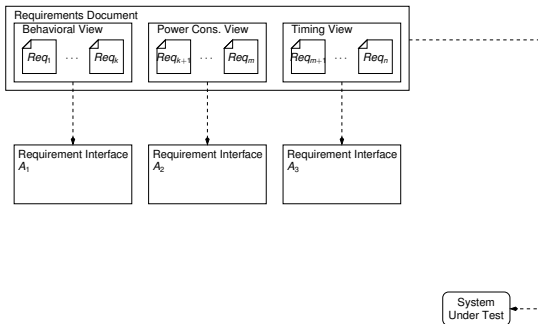 Requirements Document
Behavioral View
Power Cons. View
Timing View
Req1 ... Reqk
Reqk+1 ... Reqm
Reqm+1 ... Reqn
Requirement Interface
A1
Requirement Interface
A2
Requirement Interface
A3
System
Under Test